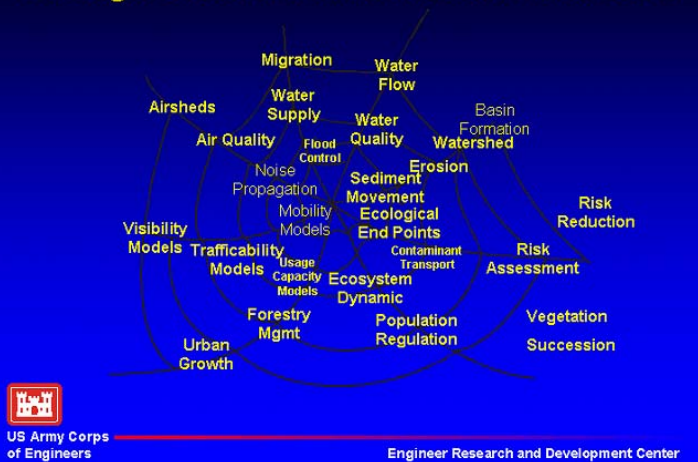 Migration
Water
Flow
Water
Supply
Airsheds
Basin
Formation
Water
Quality
Air Quality
Flood
Control
Watershed
Erosion
Noise
Propagation
Sediment
Movement
Mobility
Models
Ecological
End Points
Risk
Reduction
Visibility
Models
Trafficability
Models
Contaminant
Transport
Risk
Assessment
Usage
Capacity
Models
Ecosystem
Dynamic
Forestry
Mgmt
Population
Regulation
Vegetation
Succession
Urban
Growth
US Army Corps
of Engineers
Engineer Research and Development Center